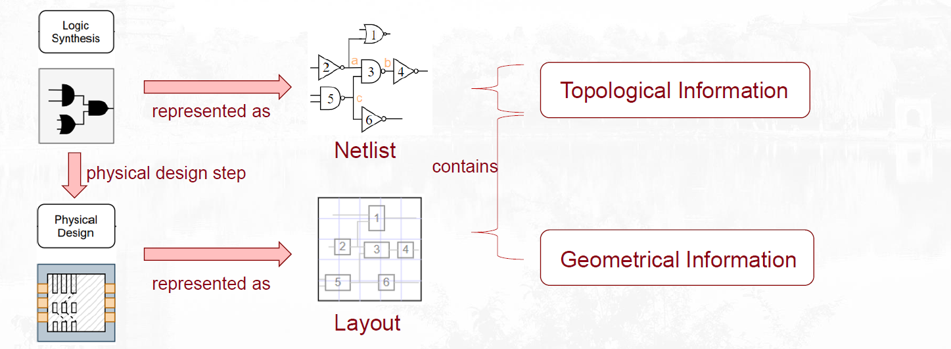 Logic
Synthesis
represented as
1
2
a
3
b
4
5
c
6
Netlist
Topological Information
physical design step
contains
Physical
Design
represented as
1
2
3
4
5
6
Layout
Geometrical Information